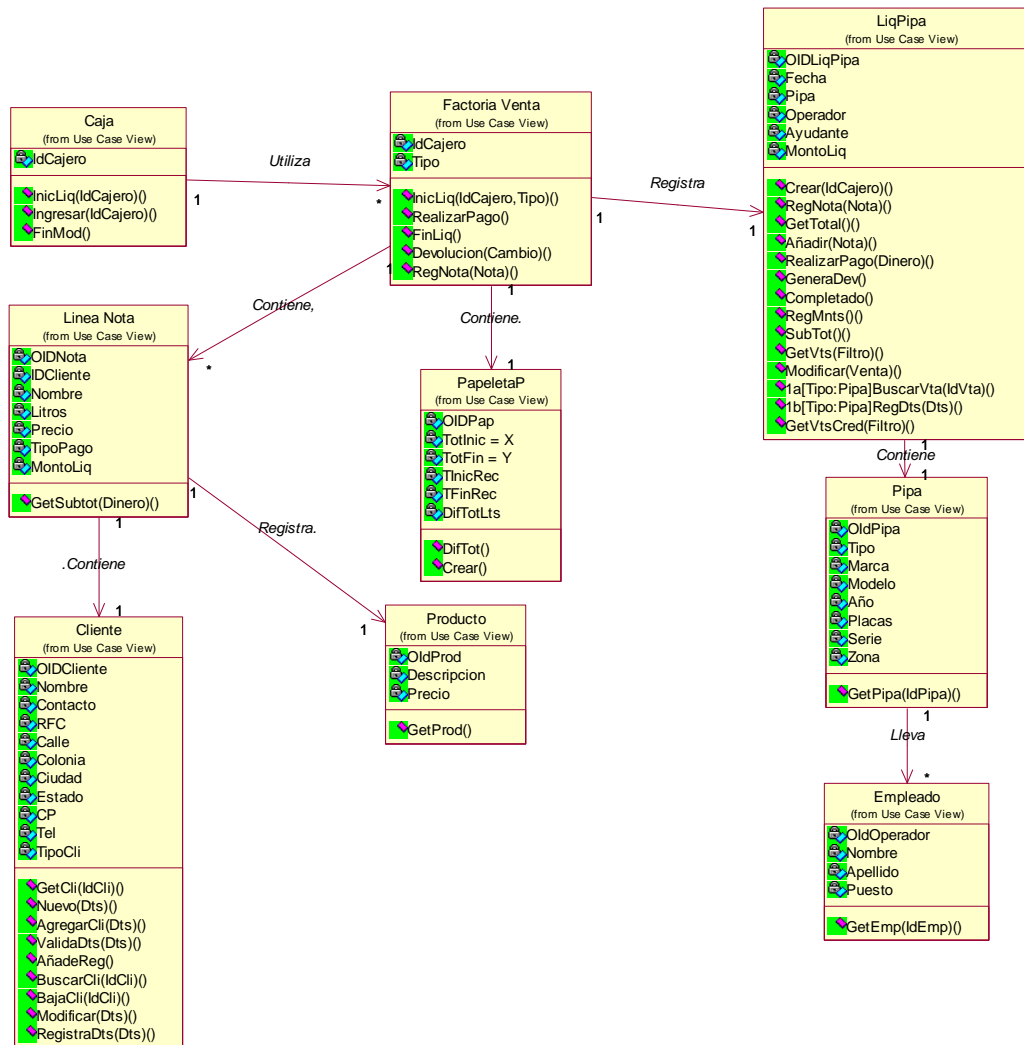 Caja
(from Use Case View)
IdCajero
InicLiq(IdCajero)()
Ingresar(IdCajero)()
FinMod()
Utiliza
1
*
Factoria Venta
(from Use Case View)
IdCajero
Tipo
InicLiq(IdCajero,Tipo)()
RealizarPago()
FinLiq()
Devolucion(Cambio)()
RegNota(Nota)()
Registra
1
1
LiqPipa
(from Use Case View)
OIDLiqPipa
Fecha
Pipa
Operador
Ayudante
MontoLiq
Crear(IdCajero)()
RegNota(Nota)()
GetTotal()()
Añadir(Nota)()
RealizarPago(Dinero)()
GeneraDev()
Completado()
RegMnts()()
SubTot()()
GetVts(Filtro)()
Modificar(Venta)()
1a[Tipo:Pipa]BuscarVta(IdVta)()
1b[Tipo:Pipa]RegDts(Dts)()
GetVtsCred(Filtro)()
1
Contiene,
*
1
Contiene.
1
Linea Nota
(from Use Case View)
OIDNota
IDCliente
Nombre
Litros
Precio
TipoPago
MontoLiq
GetSubtot(Dinero)()
PapeletaP
(from Use Case View)
OIDPap
TotInic = X
TotFin = Y
TInicRec
TFinRec
DifTotLts
DifTot()
Crear()
1
Contiene
1
Pipa
(from Use Case View)
OIdPipa
Tipo
Marca
Modelo
Año
Placas
Serie
Zona
GetPipa(IdPipa)()
1
Registra.
1
1
.Contiene
1
Cliente
(from Use Case View)
OIDCliente
Nombre
Contacto
RFC
Calle
Colonia
Ciudad
Estado
CP
Tel
TipoCli
GetCli(IdCli)()
Nuevo(Dts)()
AgregarCli(Dts)()
ValidaDts(Dts)()
AñadeReg()
BuscarCli(IdCli)()
BajaCli(IdCli)()
Modificar(Dts)()
RegistraDts(Dts)()
Producto
(from Use Case View)
OIdProd
Descripcion
Precio
GetProd()
1
Lleva
*
Empleado
(from Use Case View)
OIdOperador
Nombre
Apellido
Puesto
GetEmp(IdEmp)()